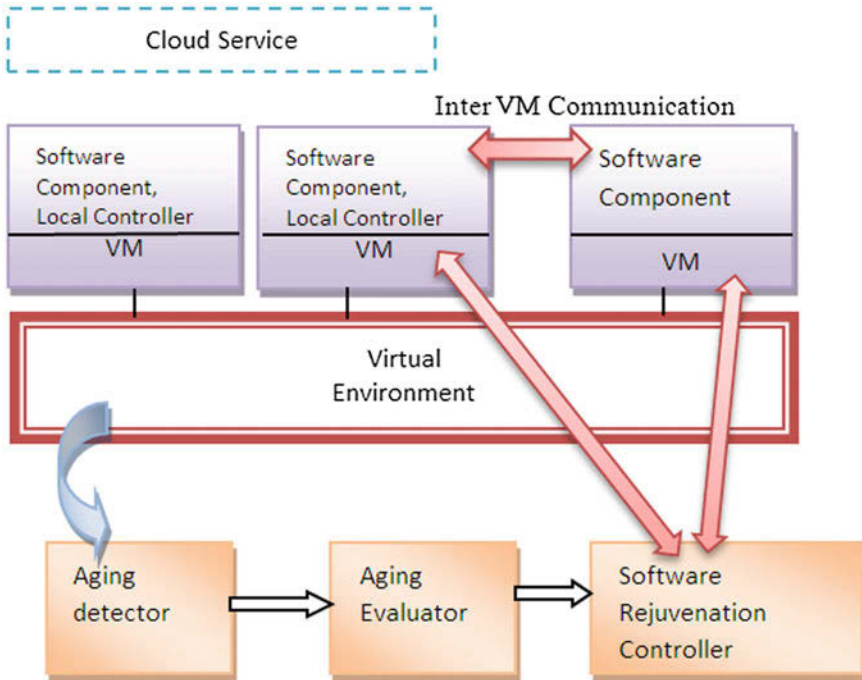 Cloud Service
Inter VM Communication
Software
Component,
Local Controller
VM
Software
Component,
Local Controller
VM
Software
Component
VM
Virtual
Environment
Aging
detector
Aging
Evaluator
Software
Rejuvenation
Controller